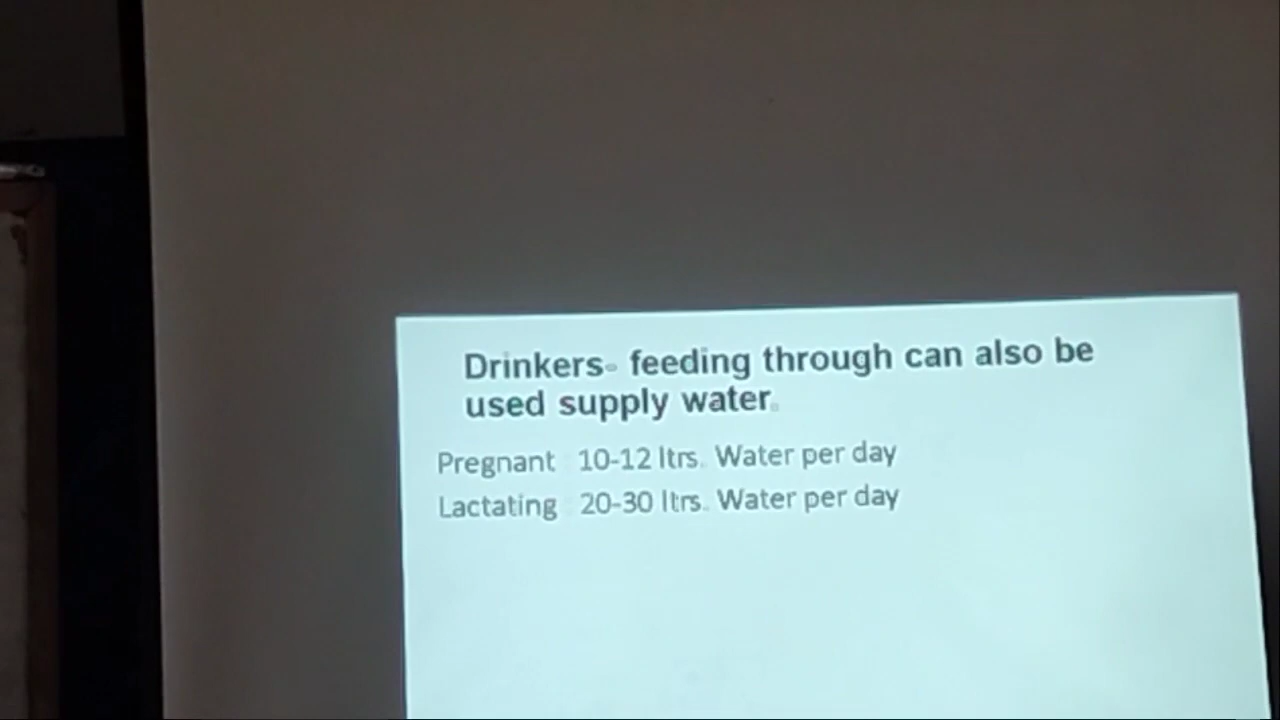 Drinkers- feeding through can also be
used supply water.
Pregnant 10-12 ltrs. Water per day
Lactating 20-30 ltrs. Water per day